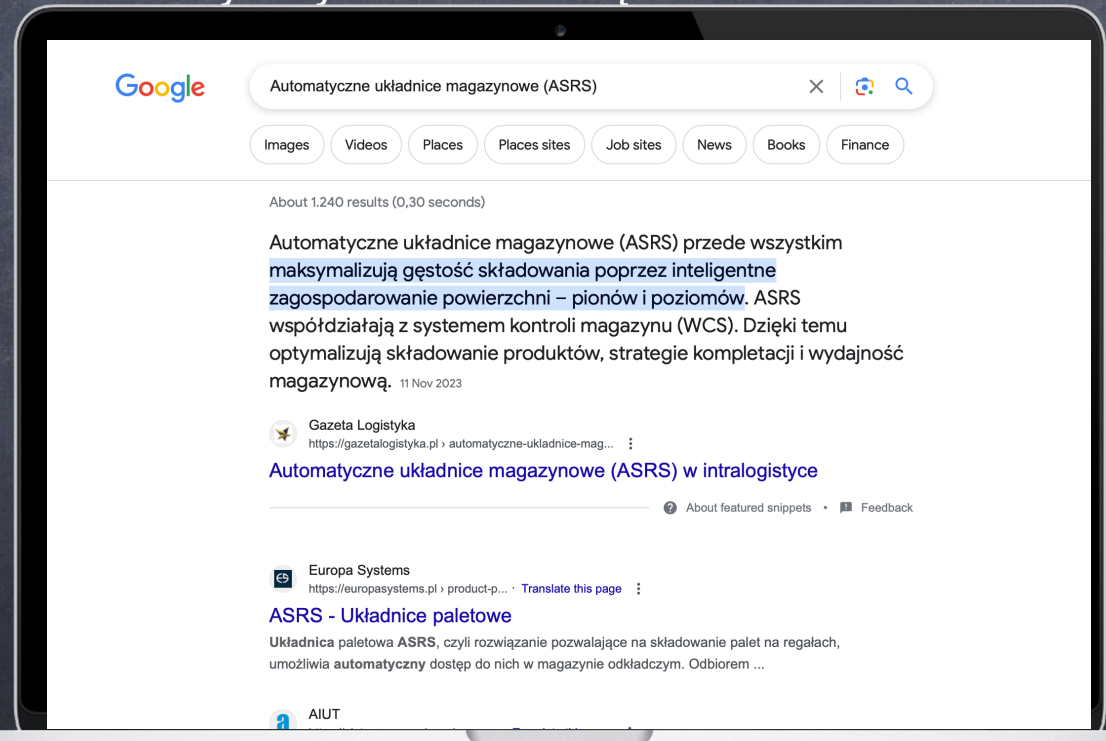 Google
Automatyczne układnice magazynowe (ASRS)
Images
Videos
Places
Places sites
Job sites
News
Books
Finance
About 1.240 results (0,30 seconds)
Automatyczne układnice magazynowe (ASRS) przede wszystkim
maksymalizują gęstość składowania poprzez inteligentne
zagospodarowanie powierzchni – pionów i poziomów. ASRS
współdziałają z systemem kontroli magazynu (WCS). Dzięki temu
optymalizują składowanie produktów, strategie kompletacji i wydajność
magazynową. 11 Nov 2023
Gazeta Logistyka
https://gazetalogistyka.pl › automatyczne-ukladnice-mag...
Automatyczne układnice magazynowe (ASRS) w intralogistyce
About featured snippets • Feedback
Europa Systems
https://europasystems.pl › product-p... · Translate this page
ASRS - Układnice paletowe
Układnica paletowa ASRS, czyli rozwiązanie pozwalające na składowanie palet na regałach,
umożliwia automatyczny dostęp do nich w magazynie odkładczym. Odbiorem ...
AIUT